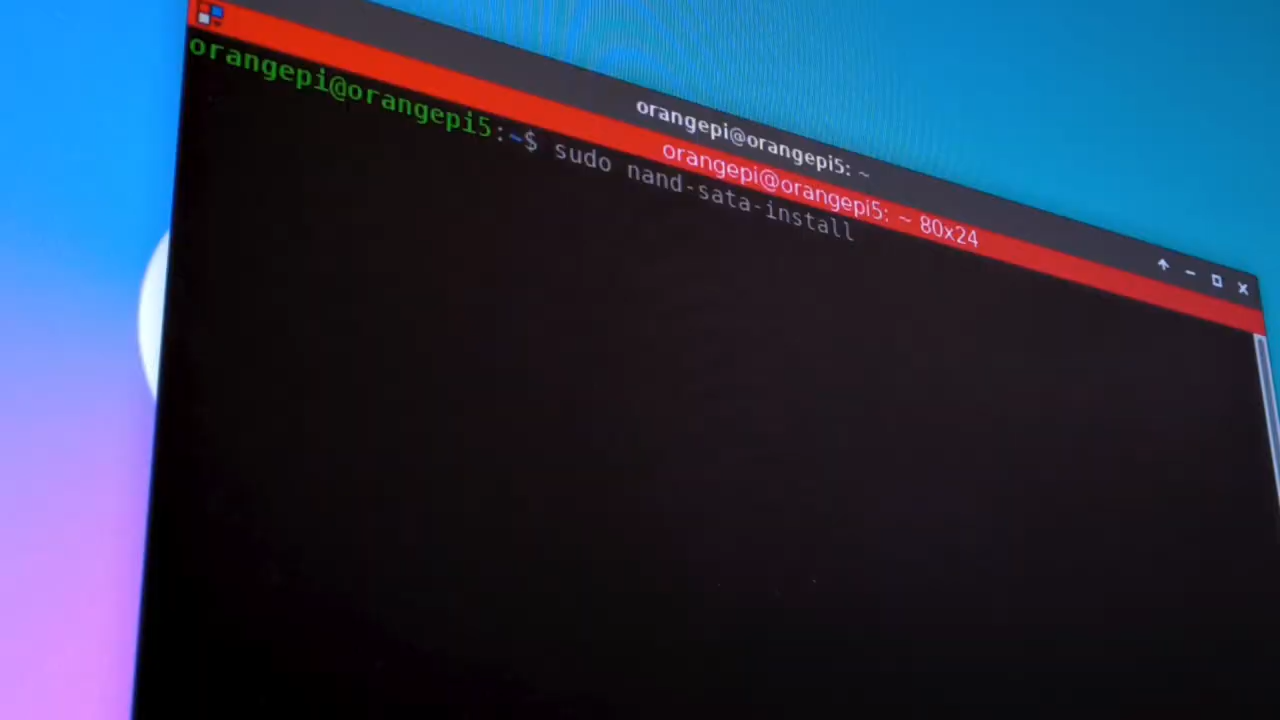 orangepi@orangepi5: ~
orangepi@orangepi5: ~ 80x24
orangepi@orangepi5:~$ sudo nand-sata-install